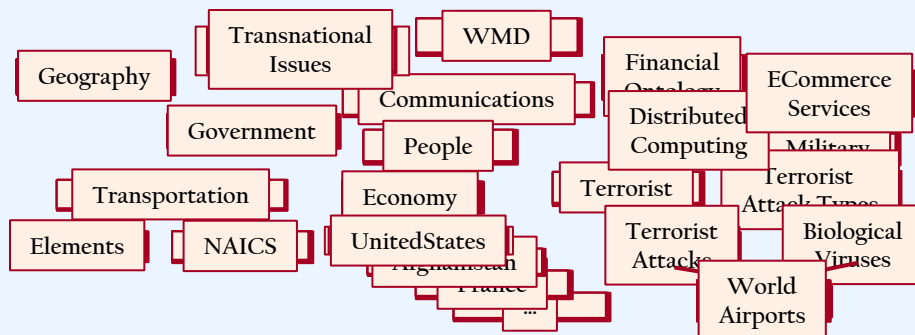 Transnational
Issues
WMD
Geography
Financial
Ontology
ECommerce
Services
Communications
Government
Distributed
Computing
People
Military
Transportation
Economy
Terrorist
Terrorist
Attack Types
Elements
NAICS
UnitedStates
Afghanistan
France
...
Terrorist
Attacks
Biological
Viruses
World
Airports